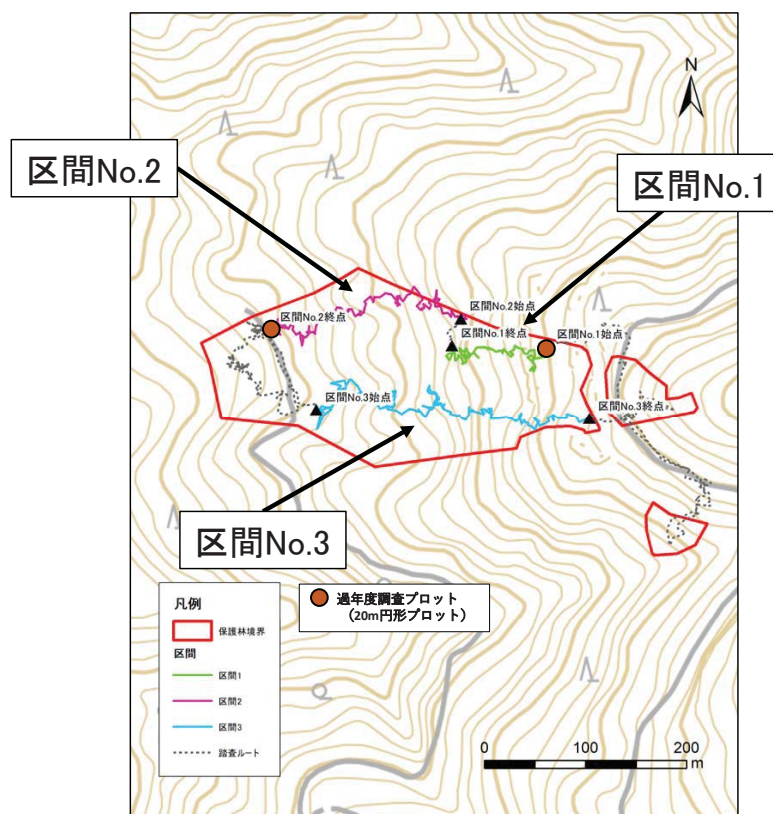 N
区間No.2
区間No.1
区間No.2始点
区間No.2終点
区間No.1終点
区間No.1始点
区間No.3始点
区間No.3終点
区間No.3
凡例
保護林境界
区間
区間1
区間2
区間3
踏査ルート
過年度調査プロット
（20m円形プロット）
0 100 200
m